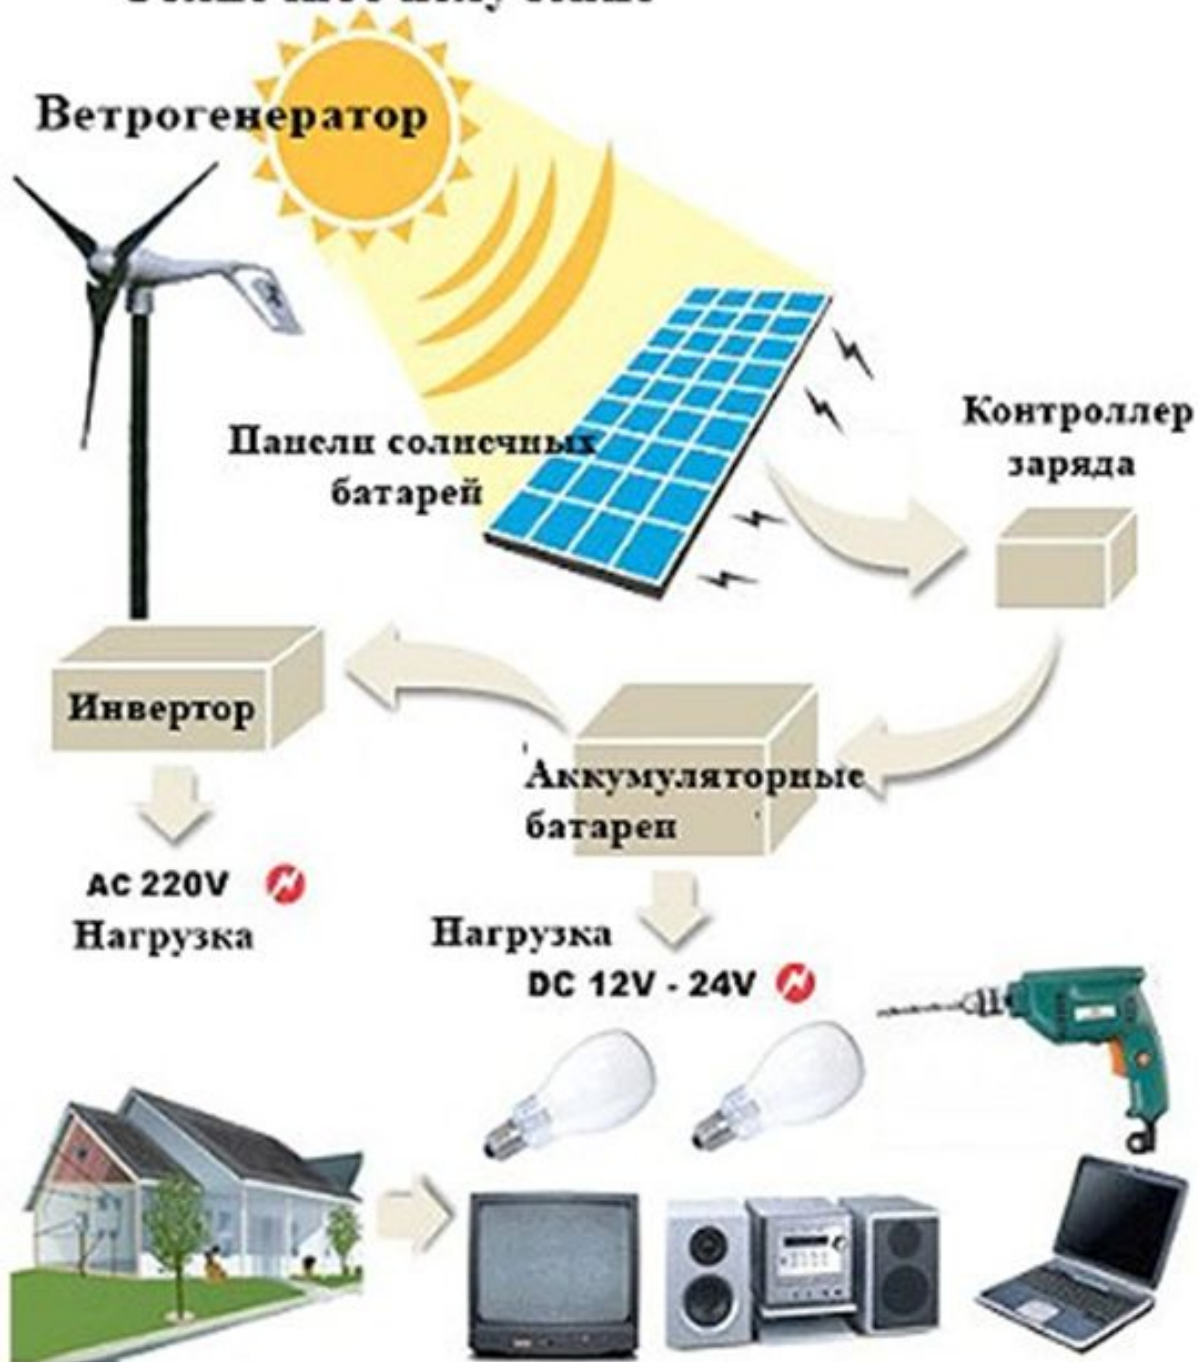 Ветрогенератор
Панели солнечных
батарей
Контроллер
заряда
Инвертор
Аккумуляторные
батареи
AC 220V
Нагрузка
Нагрузка
DC 12V - 24V